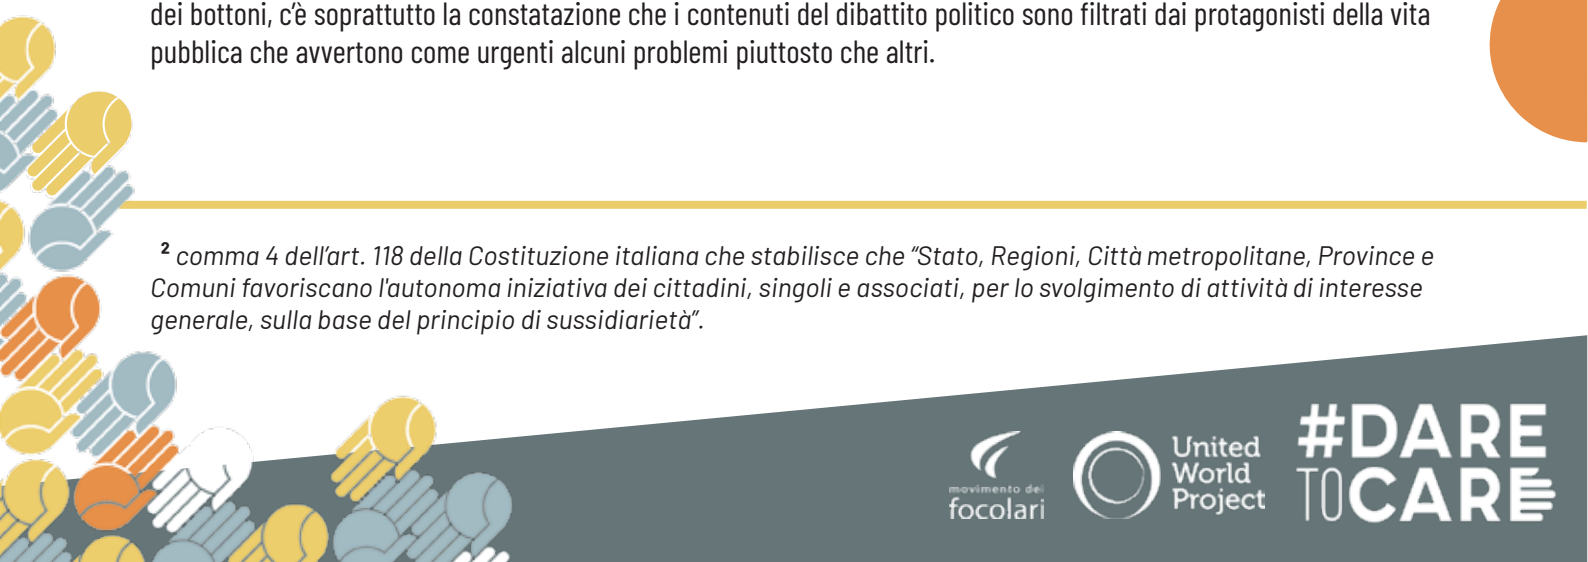 dei bottoni, c’è soprattutto la constatazione che i contenuti del dibattito politico sono filtrati dai protagonisti della vita
pubblica che avvertono come urgenti alcuni problemi piuttosto che altri.
² comma 4 dell’art. 118 della Costituzione italiana che stabilisce che “Stato, Regioni, Città metropolitane, Province e
Comuni favoriscano l'autonoma iniziativa dei cittadini, singoli e associati, per lo svolgimento di attività di interesse
generale, sulla base del principio di sussidiarietà”.
movimento dei
focolari
United
World
Project
#DARE
TOCARE